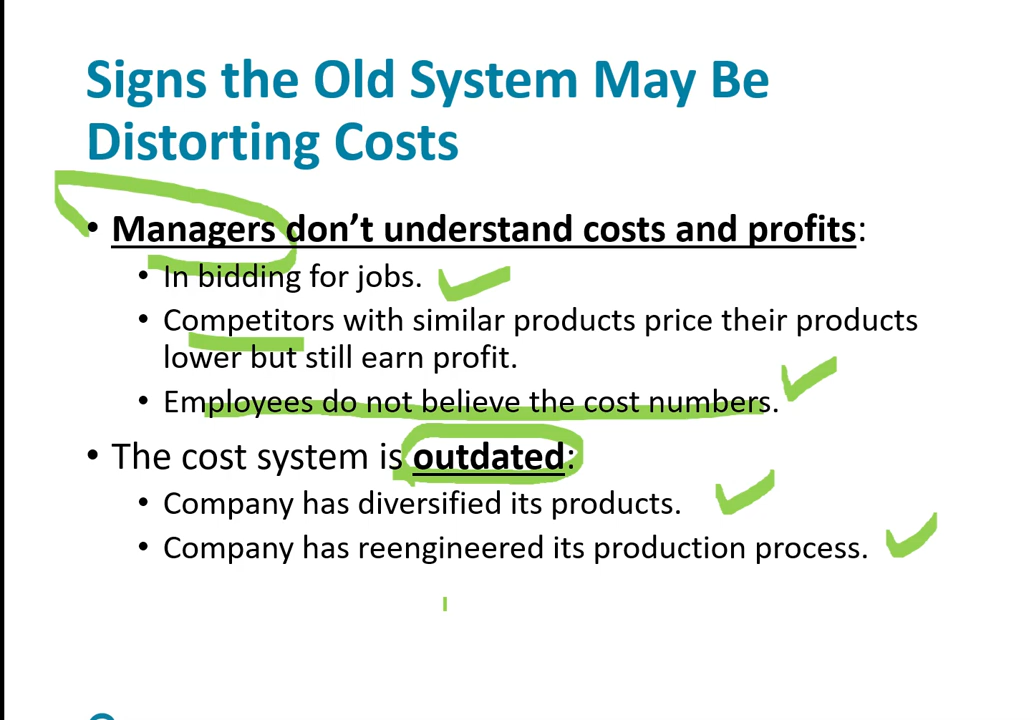 Signs the Old System May Be
Distorting Costs
• Managers don't understand costs and profits:
• In bidding for jobs.
• Competitors with similar products price their products
lower but still earn profit.
• Employees do not believe the cost numbers.
• The cost system is outdated:
• Company has diversified its products.
• Company has reengineered its production process.